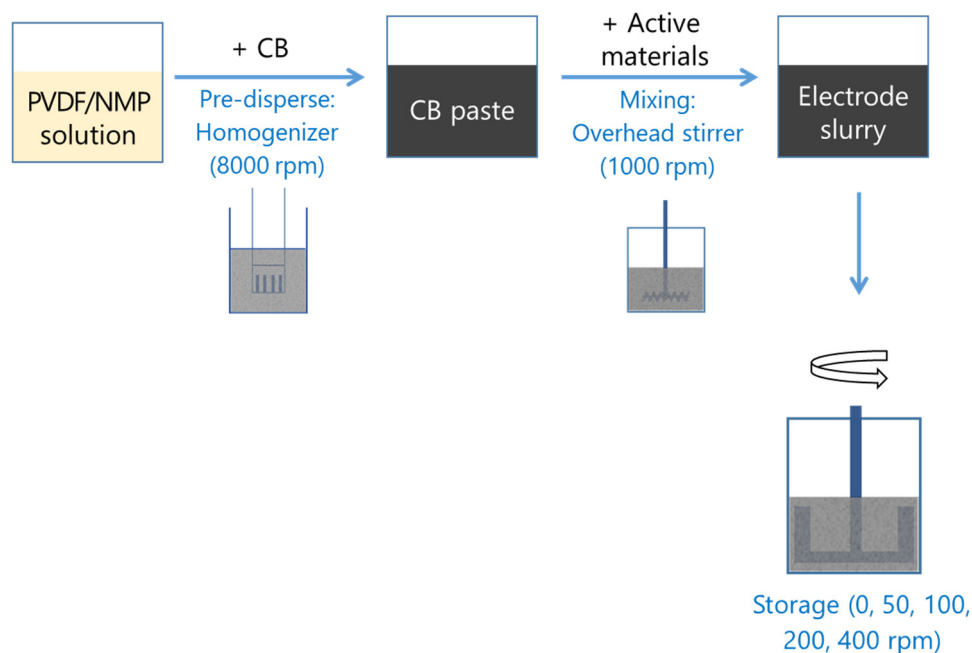 PVDF/NMP
solution
+ CB
Pre-disperse:
Homogenizer
(8000 rpm)
CB paste
+ Active
materials
Mixing:
Overhead stirrer
(1000 rpm)
Electrode
slurry
Storage (0, 50, 100,
200, 400 rpm)